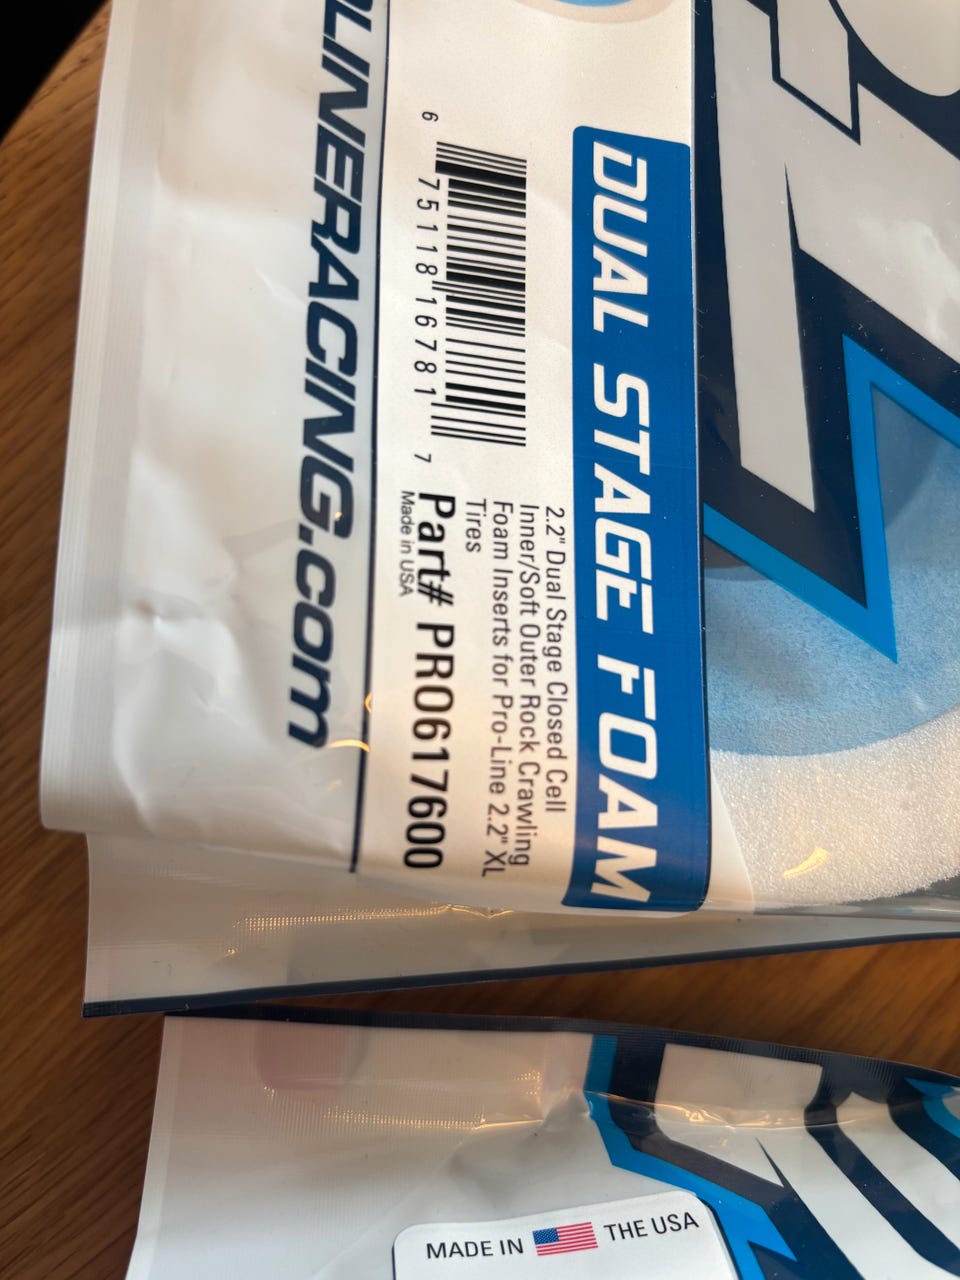 DUAL STAGE FOAM
2.2" Dual Stage Closed Cell
Inner/Soft Outer Rock Crawling
Foam Inserts for Pro-Line 2.2" XL
Tires
Part# PRO617600
Made in USA
6 75118 16781 7
LINERACING.com
MADE IN THE USA